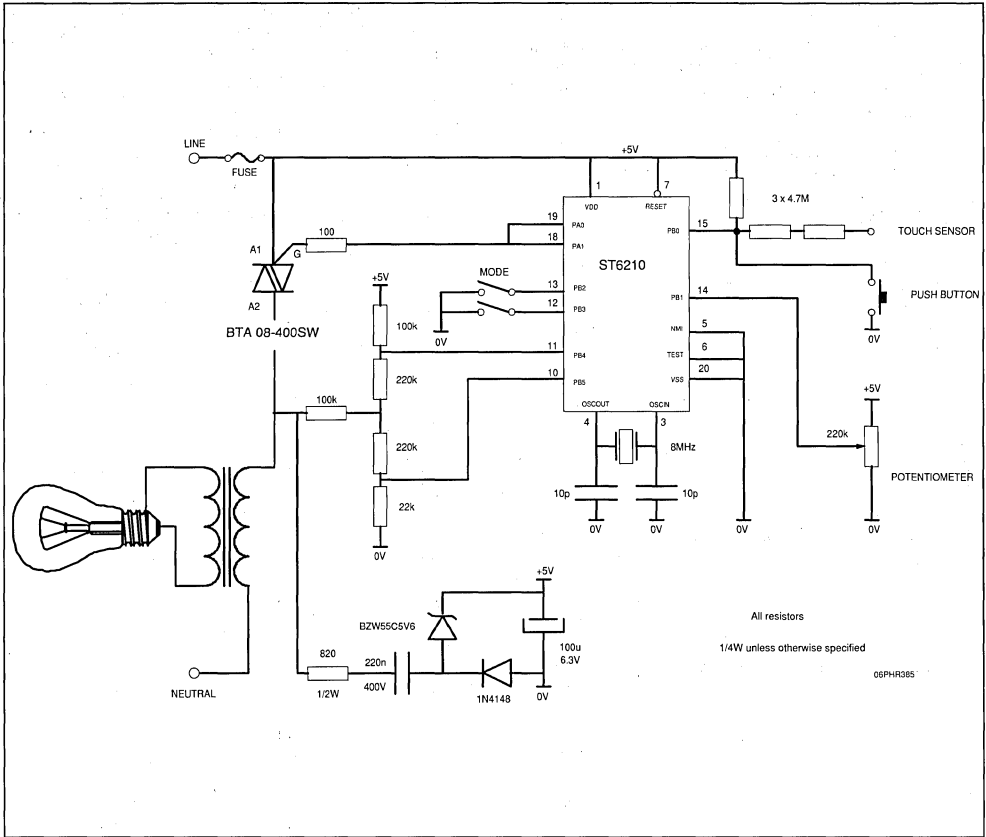 LINE
FUSE
+5V
1
7
VDD
RESET
3 x 4.7M
19
PA0
18
PA1
15
PB0
TOUCH SENSOR
100
G
A1
A2
BTA 08-400SW
ST6210
MODE
13
PB2
12
PB3
0V
14
PB1
PUSH BUTTON
0V
+5V
100k
11
PB4
5
NMI
6
TEST
20
VSS
220k
10
PB5
OSCOUT
OSCIN
4
3
+5V
100k
220k
8MHz
220k
POTENTIOMETER
22k
10p
10p
0V
0V
0V
0V
0V
+5V
BZW55C5V6
100u
6.3V
820
1/2W
220n
400V
1N4148
0V
NEUTRAL
All resistors
1/4W unless otherwise specified
06PHR385